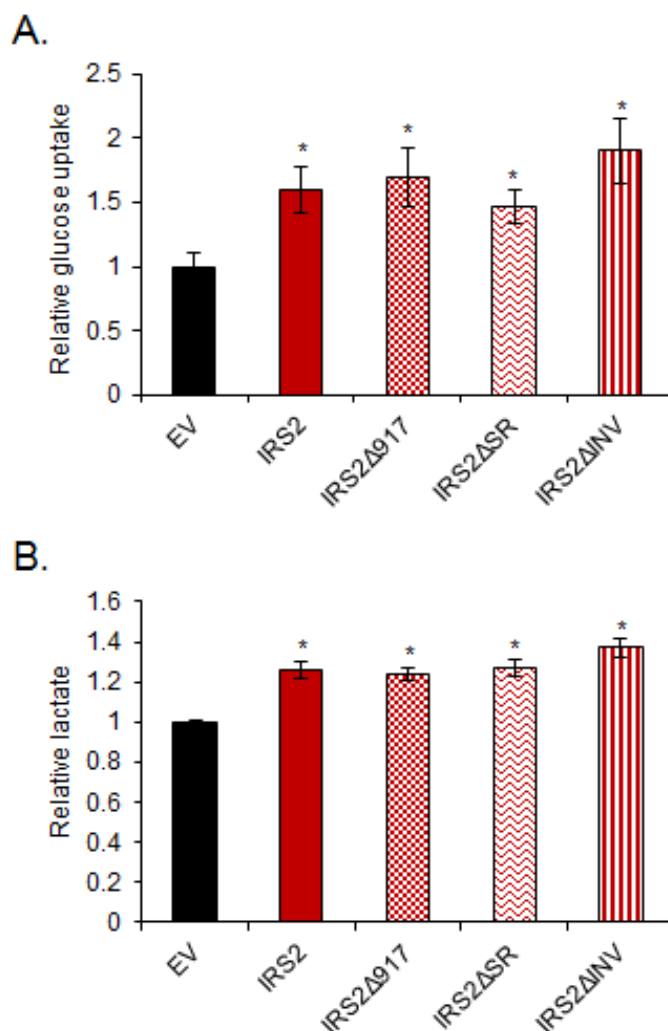 A.
Relative glucose uptake
2.5
2
1.5
1
0.5
0
*
*
*
*
EV
IRS2
IRS2Δ917
IRS2ΔSR
IRS2ΔINV
B.
Relative lactate
1.6
1.4
1.2
1
0.8
0.6
0.4
0.2
0
*
*
*
*
EV
IRS2
IRS2Δ917
IRS2ΔSR
IRS2ΔINV